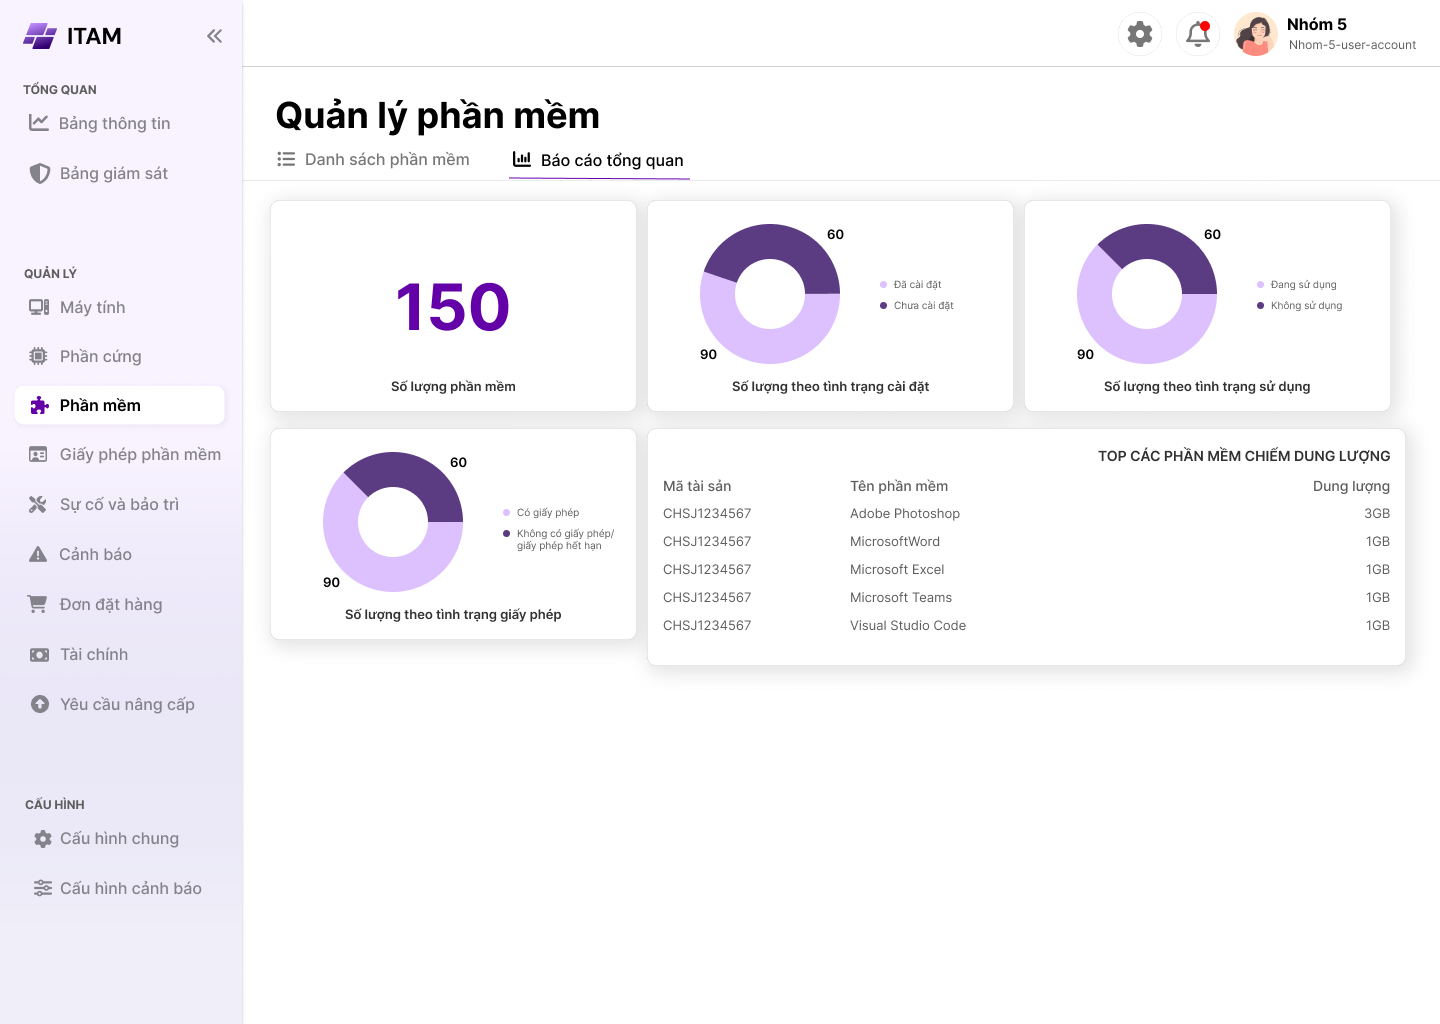 ITAM
TỔNG QUAN
Bảng thông tin
Bảng giám sát
QUẢN LÝ
Máy tính
Phần cứng
Phần mềm
Giấy phép phần mềm
Sự cố và bảo trì
Cảnh báo
Đơn đặt hàng
Tài chính
Yêu cầu nâng cấp
CẤU HÌNH
Cấu hình chung
Cấu hình cảnh báo
Nhóm 5
Nhom-5-user-account
Quản lý phần mềm
Danh sách phần mềm
Báo cáo tổng quan
150
Số lượng phần mềm
60
90
Đã cài đặt
Chưa cài đặt
Số lượng theo tình trạng cài đặt
60
90
Đang sử dụng
Không sử dụng
Số lượng theo tình trạng sử dụng
60
90
Có giấy phép
Không có giấy phép/
giấy phép hết hạn
Số lượng theo tình trạng giấy phép
TOP CÁC PHẦN MỀM CHIẾM DUNG LƯỢNG
Mã tài sản Tên phần mềm Dung lượng
CHSJ1234567 Adobe Photoshop 3GB
CHSJ1234567 MicrosoftWord 1GB
CHSJ1234567 Microsoft Excel 1GB
CHSJ1234567 Microsoft Teams 1GB
CHSJ1234567 Visual Studio Code 1GB